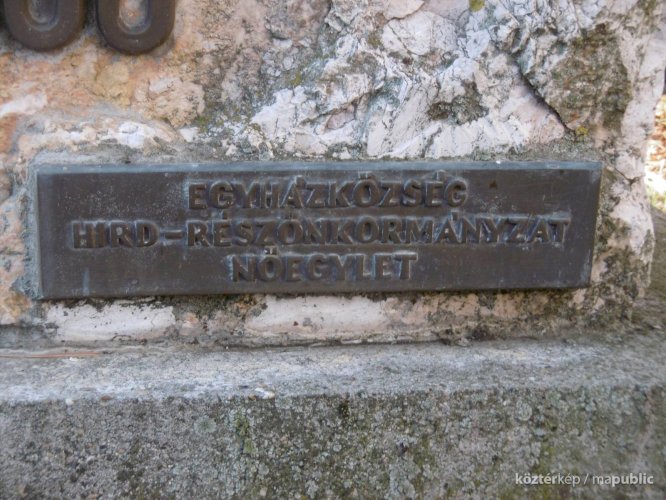 EGYHÁZKÖZSÉG
HIRD-RÉSZÖNKORMÁNYZAT
NŐEGYLET
köztérkép / mapublic